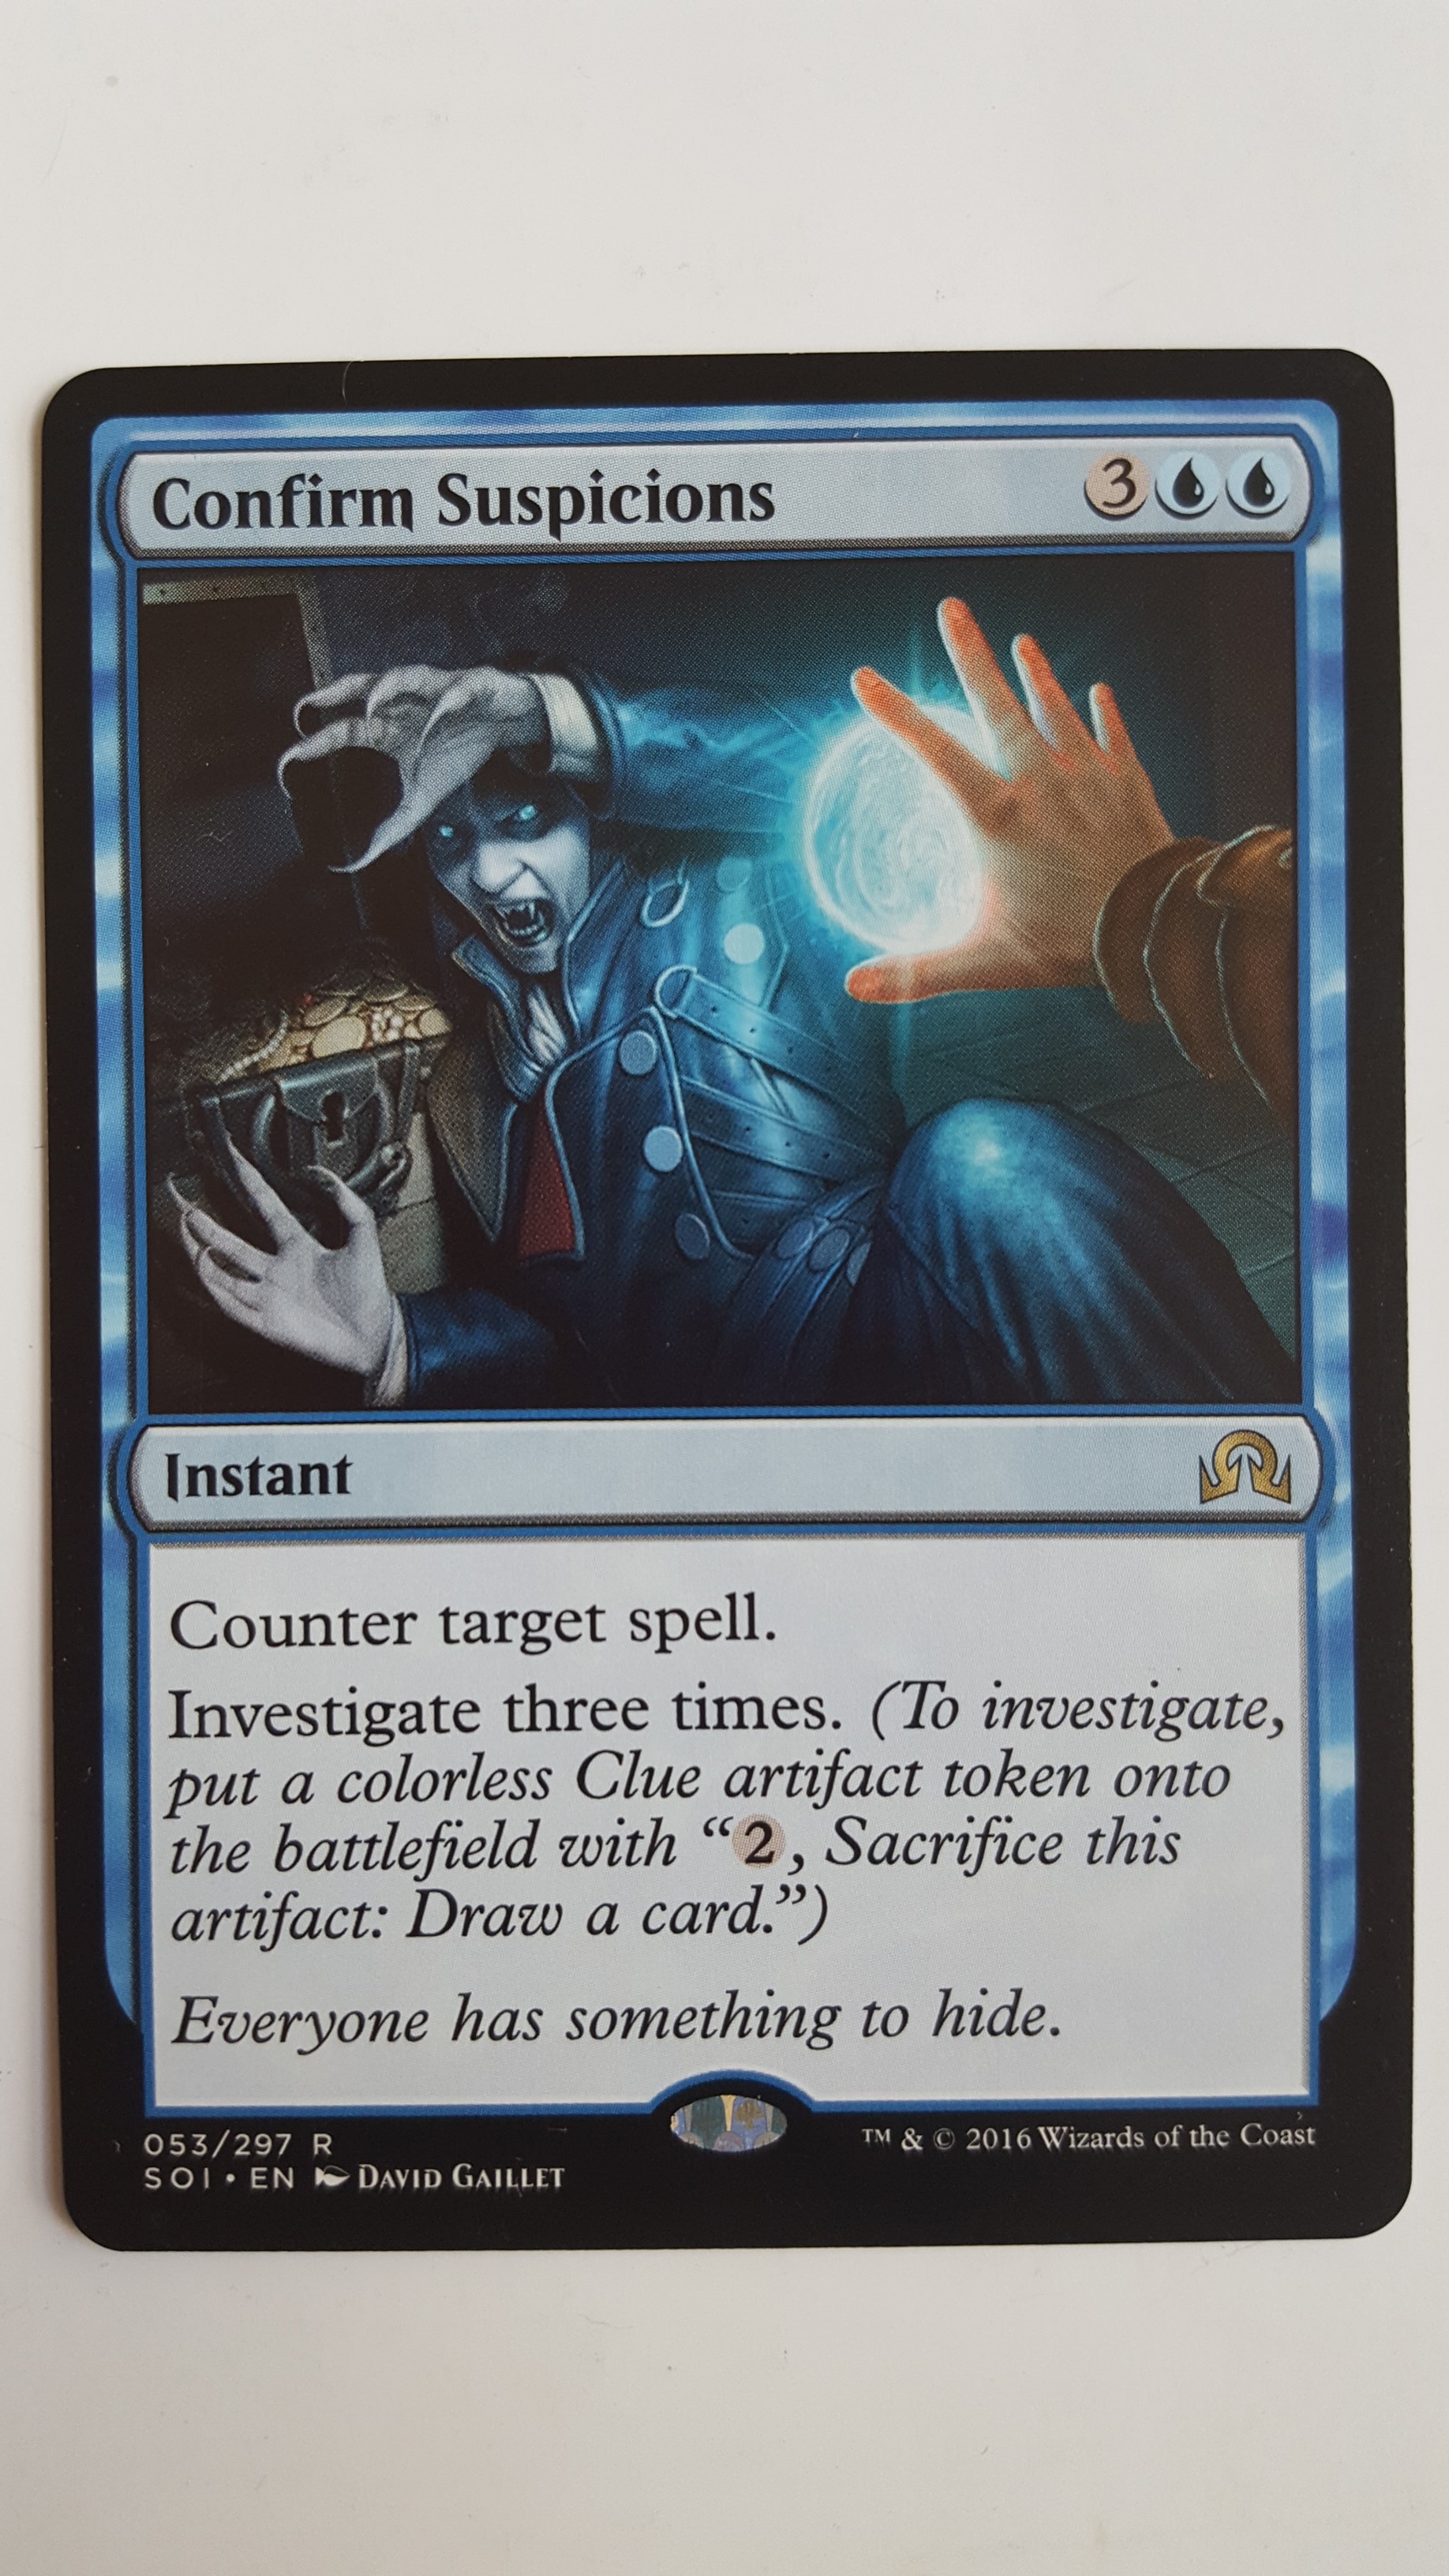 Confirm Suspicions 3
Instant
Counter target spell.
Investigate three times. (To investigate,
put a colorless Clue artifact token onto
the battlefield with “2, Sacrifice this
artifact: Draw a card.”)
Everyone has something to hide.
053/297 R
SOI • EN DAVID GAILLET
™ & © 2016 Wizards of the Coast